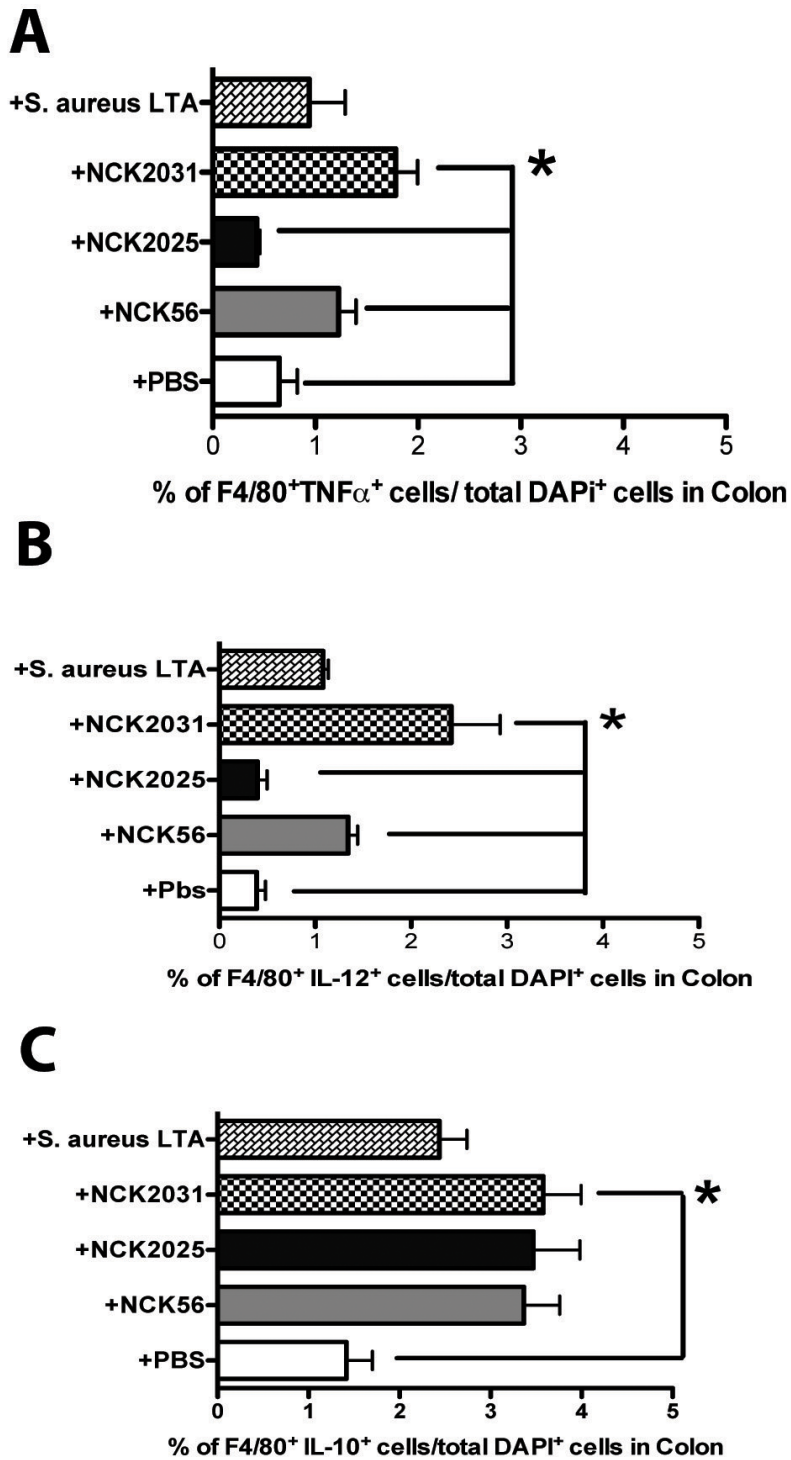 A
+S. aureus LTA
+NCK2031
*
+NCK2025
+NCK56
+PBS
0 1 2 3 4 5
% of F4/80⁺TNFα⁺ cells/ total DAPi⁺ cells in Colon
B
+S. aureus LTA
+NCK2031
*
+NCK2025
+NCK56
+Pbs
0 1 2 3 4 5
% of F4/80⁺ IL-12⁺ cells/total DAPI⁺ cells in Colon
C
+S. aureus LTA
+NCK2031
*
+NCK2025
+NCK56
+PBS
0 1 2 3 4 5
% of F4/80⁺ IL-10⁺ cells/total DAPI⁺ cells in Colon